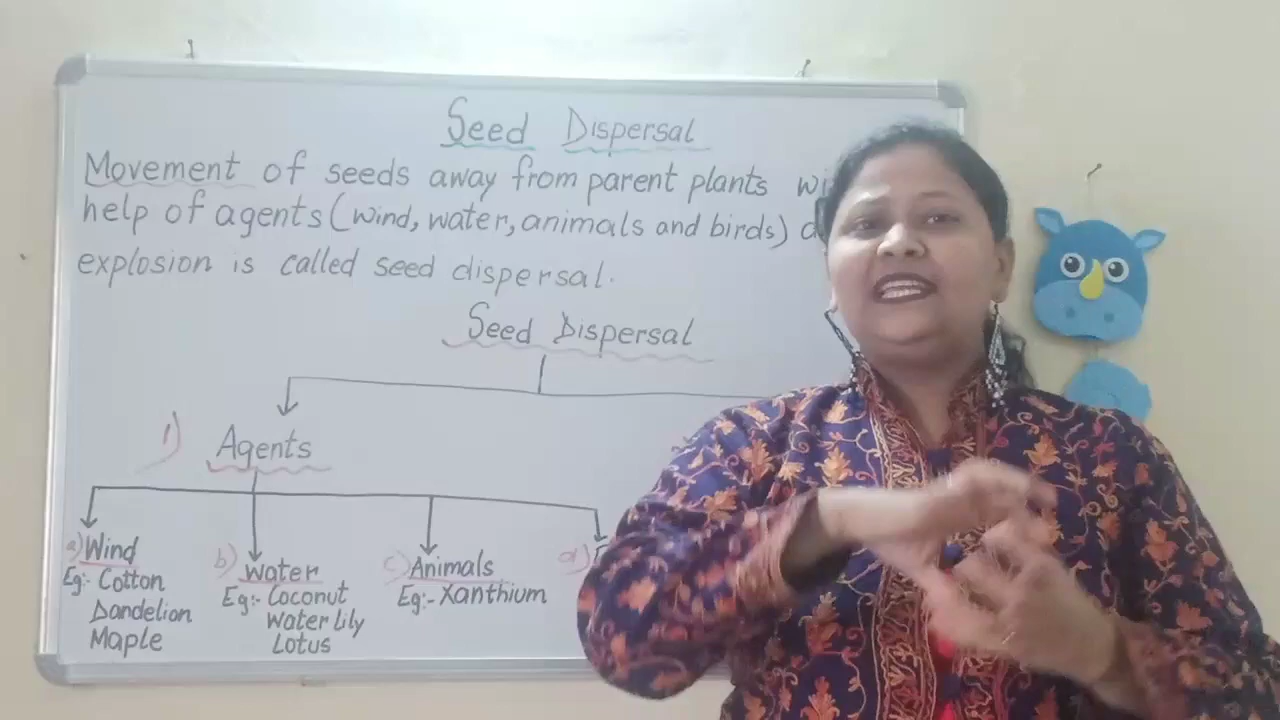 Seed Dispersal
Movement of seeds away from parent plants
help of agents (wind, water, animals and birds)
explosion is called seed dispersal.
Seed Dispersal
1) Agents
a) Wind
Eg:- Cotton
Dandelion
Maple
b) Water
Eg:- Coconut
Water Lily
Lotus
c) Animals
Eg:- Xanthium
d)